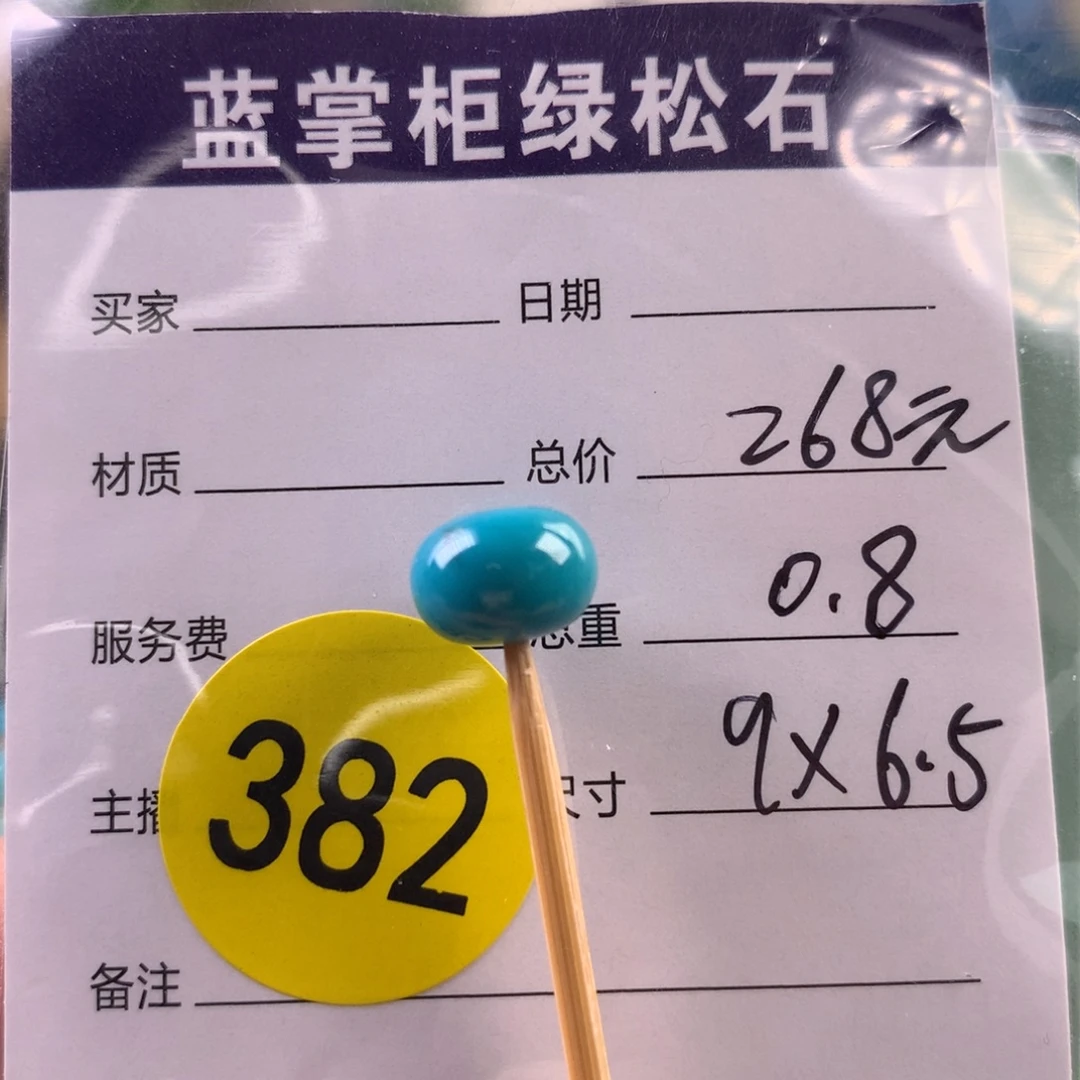 蓝掌柜绿松石
买家 日期
材质 总价 268元
服务费 总重 0.8
主播 尺寸 9X6.5
382
备注